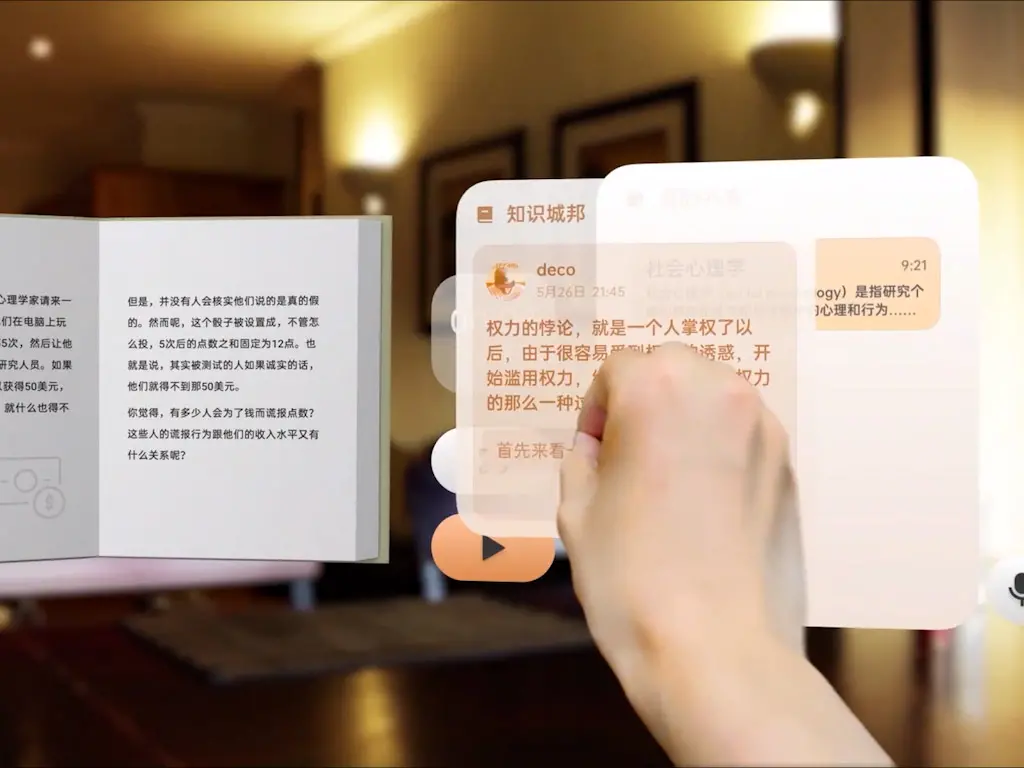 心理学家请来一
们在电脑上玩
5次，然后让他
研究人员。如果
获得50美元，
就什么也得不
但是，并没有人会核实他们说的是真的假
的。然而呢，这个骰子被设置成，不管怎
么投，5次后的点数之和固定为12点。也
就是说，其实被测试的人如果诚实的话，
他们就得不到那50美元。
你觉得，有多少人会为了钱而谎报点数？
这些人的谎报行为跟他们的收入水平又有
什么关系呢？
知识城邦
deco
5月26日 21:45
权力的悖论，就是一个人掌权了以
后，由于很容易受到权力的诱惑，开
始滥用权力，
权力
的那么一种
首先来看
社会心理学
9:21
ogy）是指研究个
的心理和行为……